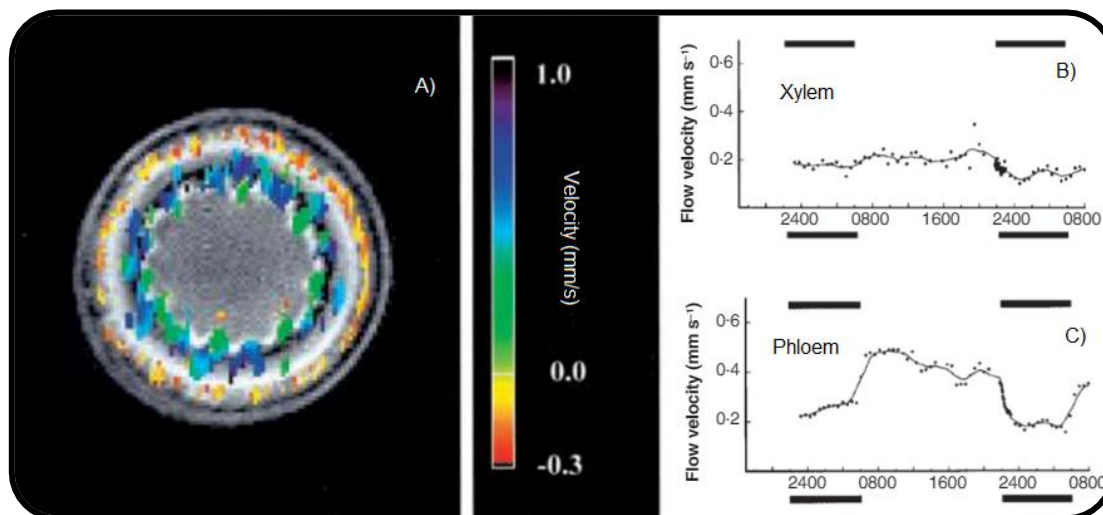 A)
1.0
Velocity (mm/s)
0.0
-0.3
B)
Xylem
Flow velocity (mm s⁻¹)
0·6
0·4
0·2
2400 0800 1600 2400 0800
C)
Phloem
Flow velocity (mm s⁻¹)
0·6
0·4
0·2
2400 0800 1600 2400 0800